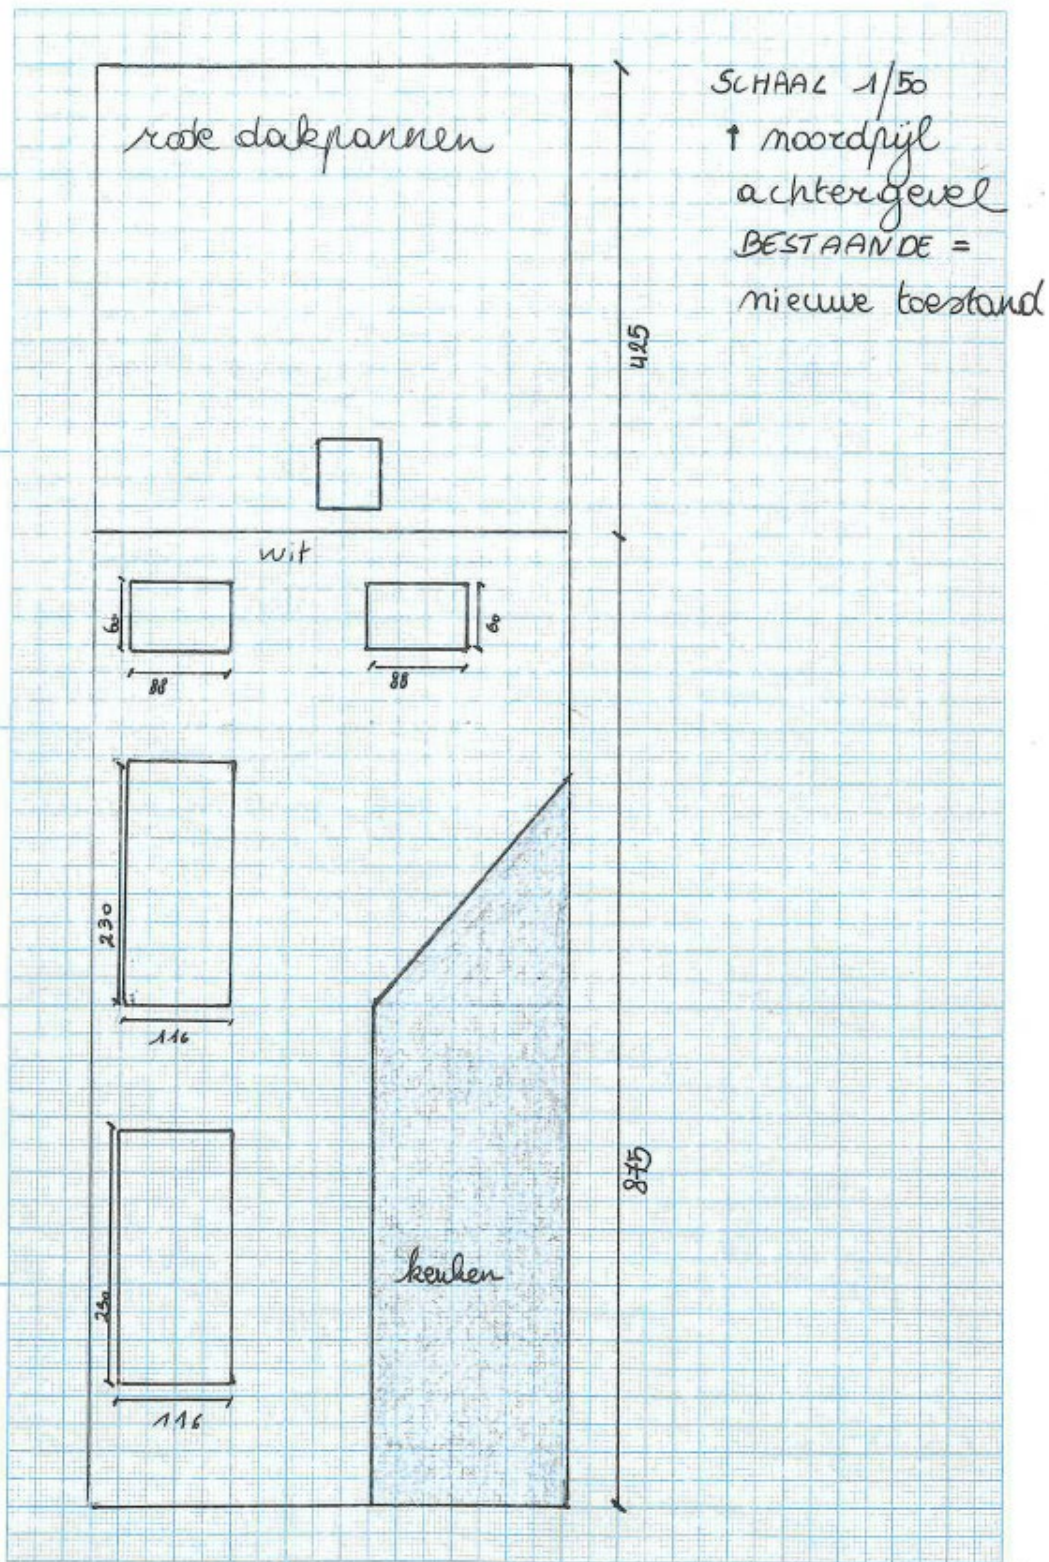 SCHAAL 1/50
↑ noordpijl
achtergevel
BESTAANDE =
nieuwe toestand
rode dakpannen
425
wit
60
88
60
88
230
116
875
keuken
230
116